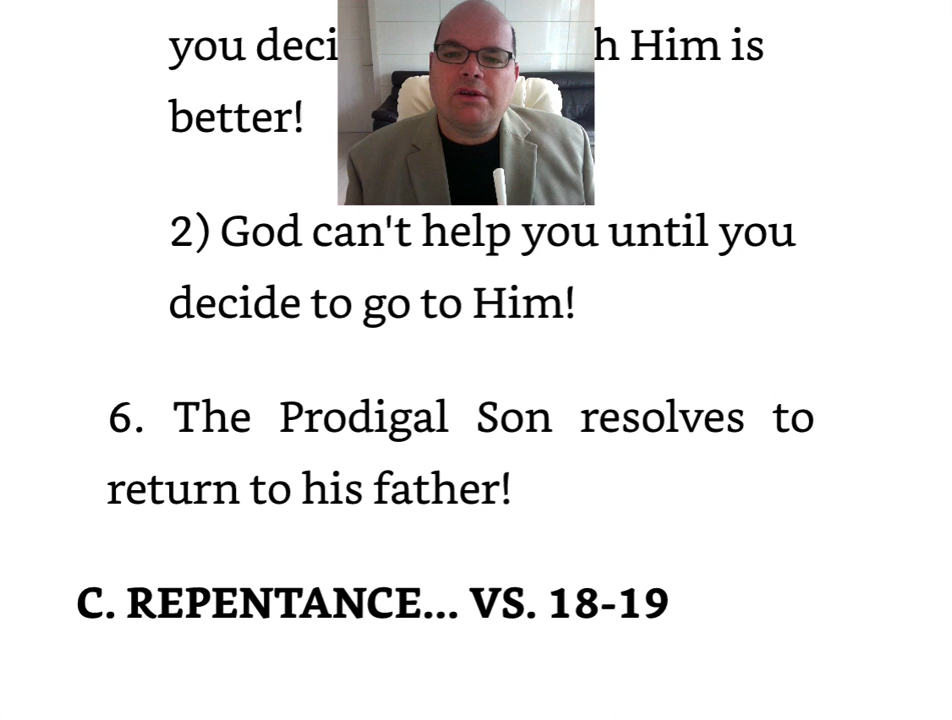 you deci h Him is
better!
2) God can't help you until you
decide to go to Him!
6. The Prodigal Son resolves to
return to his father!
C. REPENTANCE... VS. 18-19